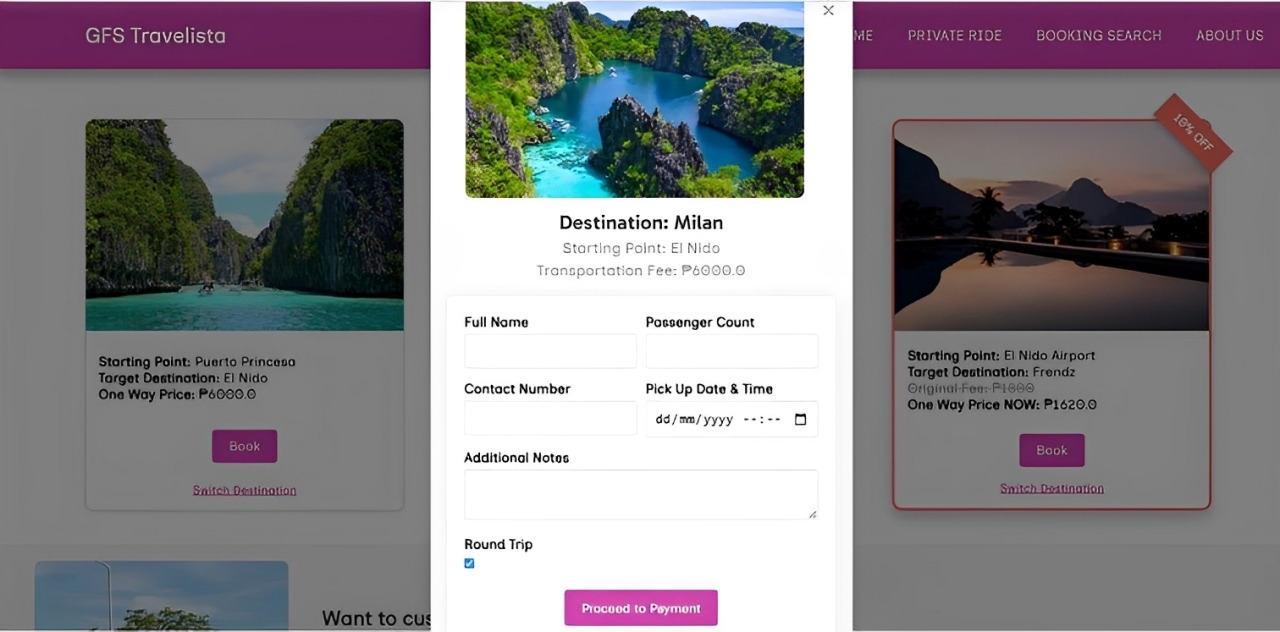 GFS Travelista
ME
PRIVATE RIDE
BOOKING SEARCH
ABOUT US
Starting Point: Puerto Princesa
Target Destination: El Nido
One Way Price: ₱6000.0
Book
Switch Destination
Want to cus
Destination: Milan
Starting Point: El Nido
Transportation Fee: ₱6000.0
Full Name
Passenger Count
Contact Number
Pick Up Date & Time
dd/mm/yyyy --:--
Additional Notes
Round Trip
Proceed to Payment
10% OFF
Starting Point: El Nido Airport
Target Destination: Frendz
Original Fee: ₱1800
One Way Price NOW: ₱1620.0
Book
Switch Destination